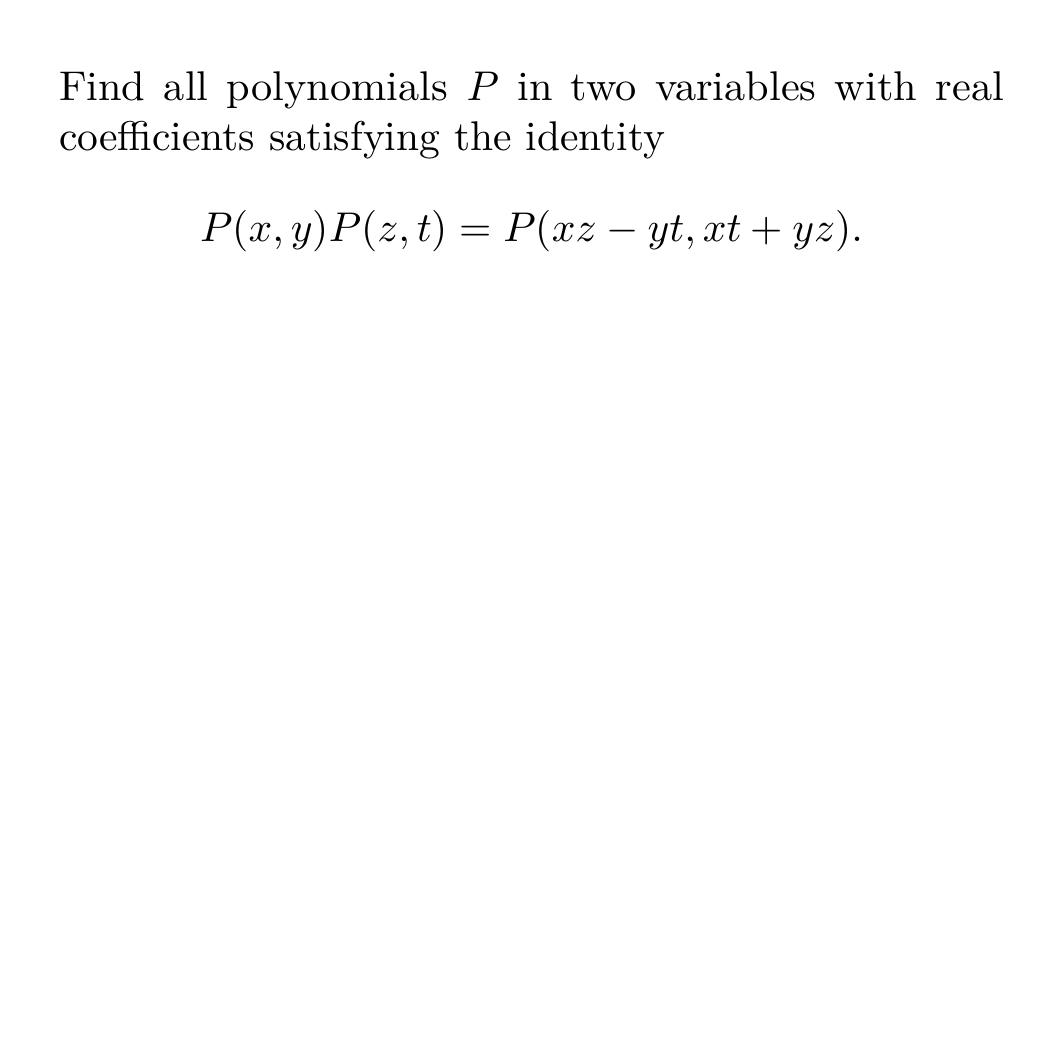 Find all polynomials P in two variables with real
coefficients satisfying the identity
P(x, y)P(z, t) = P(xz − yt, xt + yz).